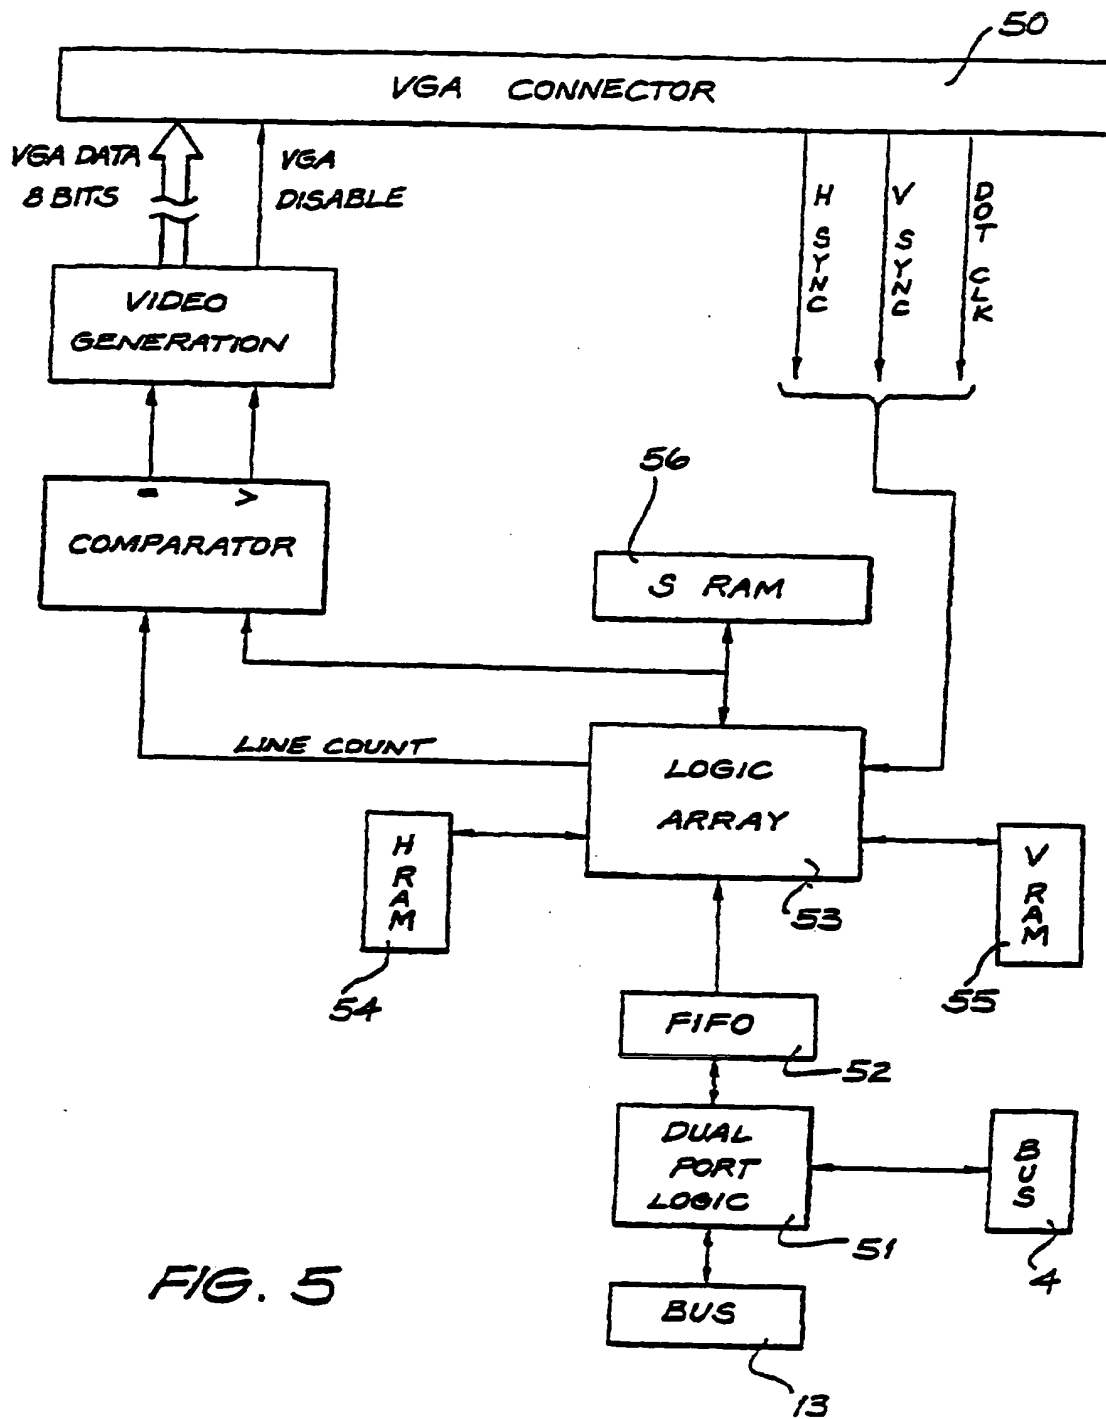 50
VGA CONNECTOR
VGA DATA
8 BITS
VGA
DISABLE
H SYNC
V SYNC
DOT CLK
VIDEO
GENERATION
= >
COMPARATOR
56
S RAM
LINE COUNT
LOGIC
ARRAY
53
H RAM
54
V RAM
55
FIFO
52
DUAL
PORT
LOGIC
51
BUS
4
BUS
13
FIG. 5